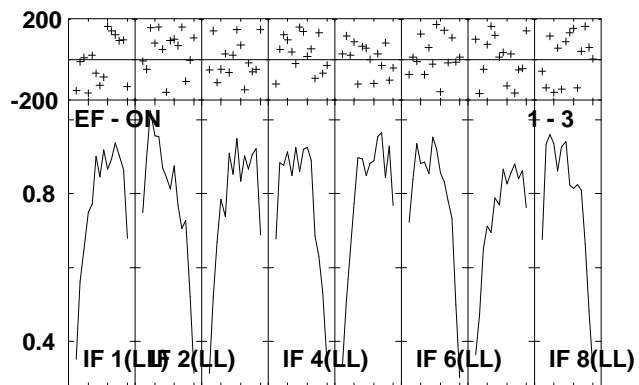 200
-200
EF - ON 1 - 3
0.8
0.4
IF 1(LL) IF 2(LL) IF 4(LL) IF 6(LL) IF 8(LL)